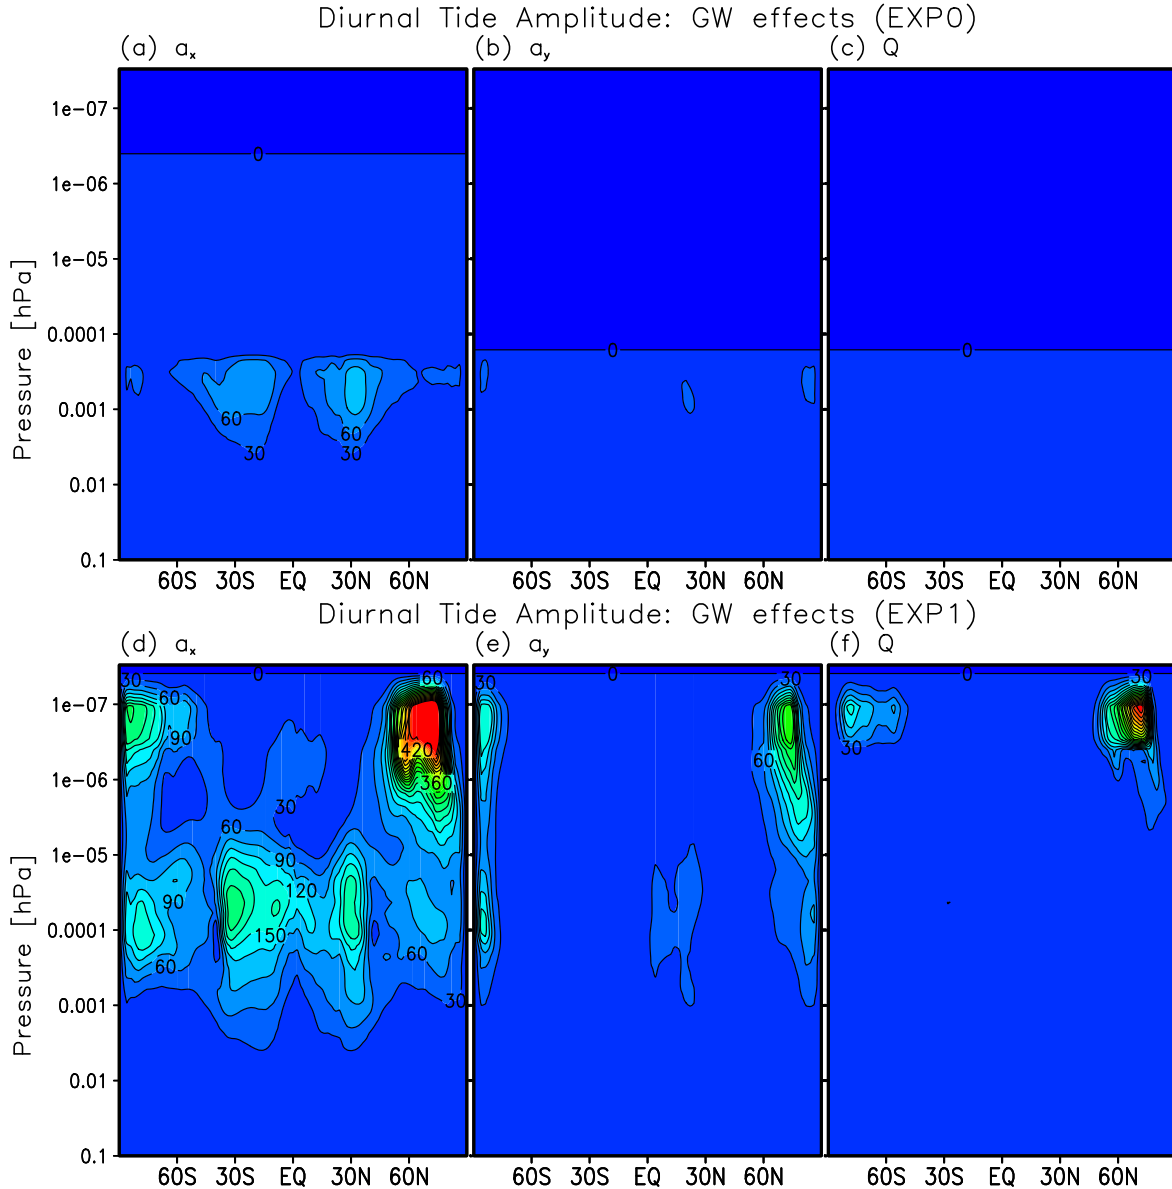 Diurnal Tide Amplitude: GW effects (EXP0)
(a) aₓ
(b) aᵧ
(c) Q
1e-07
1e-06
1e-05
0.0001
0.001
0.01
0.1
Pressure [hPa]
0
60
30
60
30
0
0
60S 30S EQ 30N 60N
60S 30S EQ 30N 60N
60S 30S EQ 30N 60N
Diurnal Tide Amplitude: GW effects (EXP1)
(d) aₓ
(e) aᵧ
(f) Q
1e-07
1e-06
1e-05
0.0001
0.001
0.01
0.1
Pressure [hPa]
30
0
60
60
90
420
360
30
60
90
120
90
150
60
60
30
30
0
30
60
0
30
30
60S 30S EQ 30N 60N
60S 30S EQ 30N 60N
60S 30S EQ 30N 60N